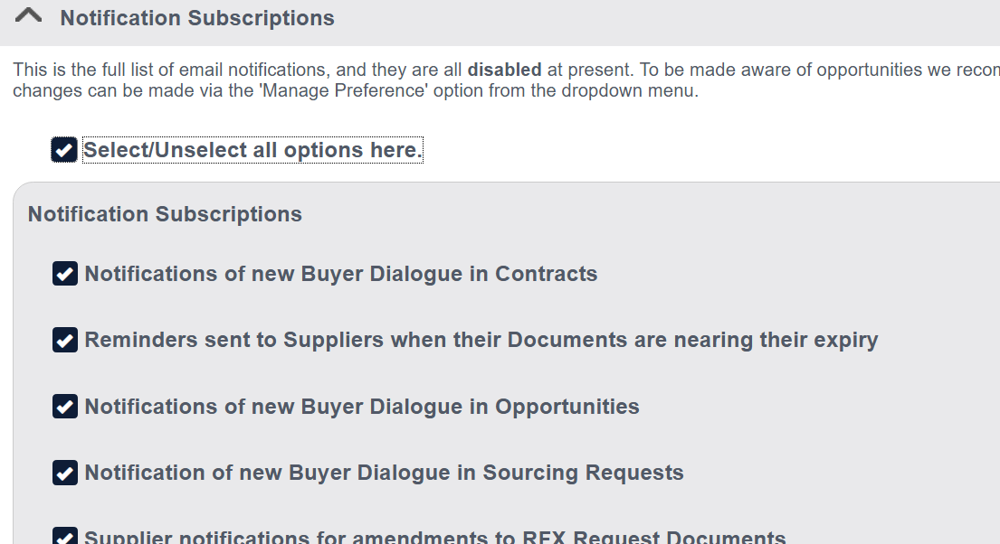 Notification Subscriptions
This is the full list of email notifications, and they are all disabled at present. To be made aware of opportunities we
changes can be made via the 'Manage Preference' option from the dropdown menu.
Select/Unselect all options here.
Notification Subscriptions
Notifications of new Buyer Dialogue in Contracts
Reminders sent to Suppliers when their Documents are nearing their expiry
Notifications of new Buyer Dialogue in Opportunities
Notification of new Buyer Dialogue in Sourcing Requests
Supplier notifications for amendments to RFX Request Documents